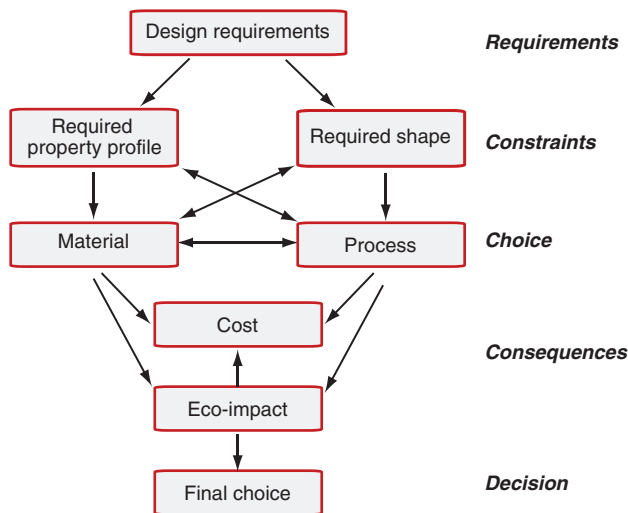 Design requirements
Requirements
Required
property profile
Required shape
Constraints
Material
Process
Choice
Cost
Consequences
Eco-impact
Final choice
Decision